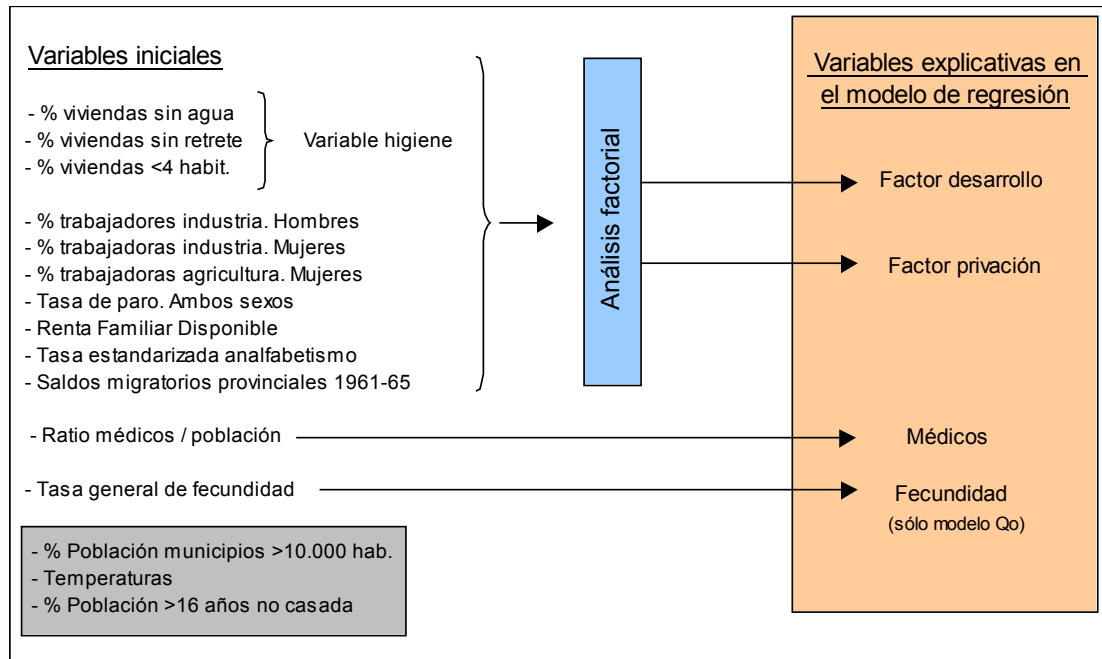 Variables iniciales
- % viviendas sin agua
- % viviendas sin retrete
- % viviendas <4 habit.
Variable higiene
- % trabajadores industria. Hombres
- % trabajadoras industria. Mujeres
- % trabajadoras agricultura. Mujeres
- Tasa de paro. Ambos sexos
- Renta Familiar Disponible
- Tasa estandarizada analfabetismo
- Saldos migratorios provinciales 1961-65
- Ratio médicos / población
- Tasa general de fecundidad
- % Población municipios >10.000 hab.
- Temperaturas
- % Población >16 años no casada
Análisis factorial
Variables explicativas en
el modelo de regresión
Factor desarrollo
Factor privación
Médicos
Fecundidad
(sólo modelo Qo)